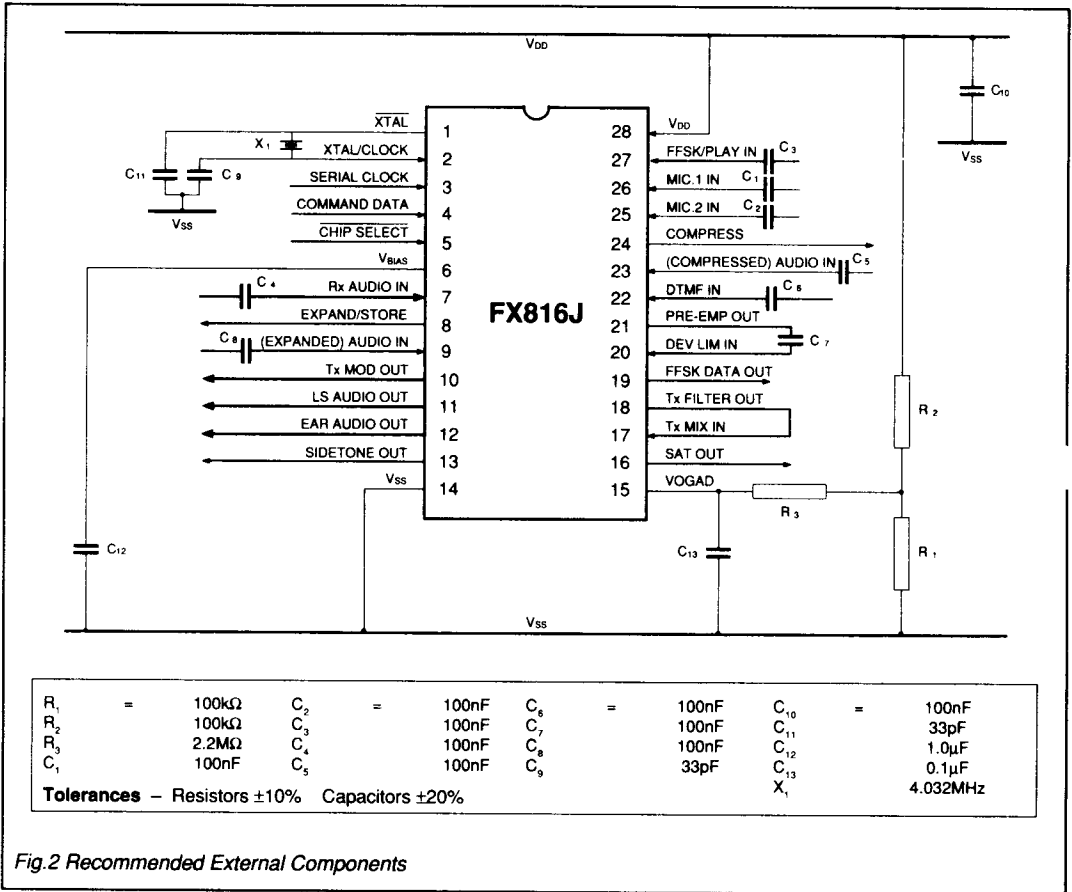 VDD
C10
VSS
XTAL
X1
XTAL/CLOCK
C11
C9
SERIAL CLOCK
COMMAND DATA
CHIP SELECT
VSS
VBIAS
C4
Rx AUDIO IN
EXPAND/STORE
C8
(EXPANDED) AUDIO IN
Tx MOD OUT
LS AUDIO OUT
EAR AUDIO OUT
SIDETONE OUT
VSS
C12
1
2
3
4
5
6
7
8
9
10
11
12
13
14
FX816J
28
27
26
25
24
23
22
21
20
19
18
17
16
15
VDD
FFSK/PLAY IN
C3
MIC.1 IN
C1
MIC.2 IN
C2
COMPRESS
(COMPRESSED) AUDIO IN
C5
DTMF IN
C6
PRE-EMP OUT
DEV LIM IN
C7
FFSK DATA OUT
Tx FILTER OUT
Tx MIX IN
SAT OUT
VOGAD
R2
R3
C13
R1
VSS
R1 = 100kΩ C2 = 100nF C6 = 100nF C10 = 100nF
R2 100kΩ C3 100nF C7 100nF C11 33pF
R3 2.2MΩ C4 100nF C8 100nF C12 1.0µF
C1 100nF C5 100nF C9 33pF C13 0.1µF
Tolerances – Resistors ±10% Capacitors ±20% X1 4.032MHz
Fig.2 Recommended External Components